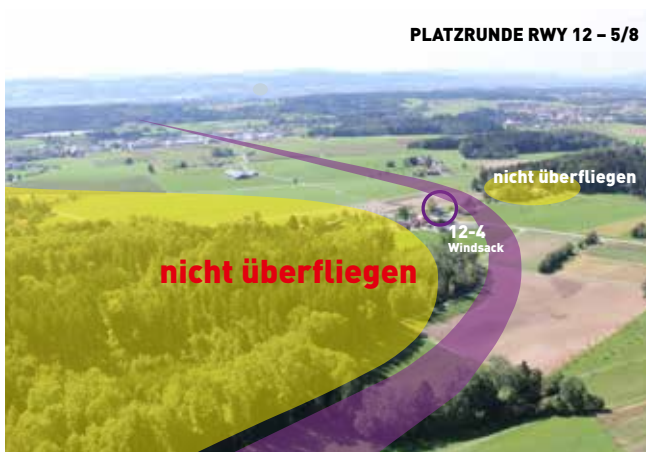 PLATZRUNDE RWY 12 – 5/8
nicht überfliegen
12-4
Windsack
nicht überfliegen